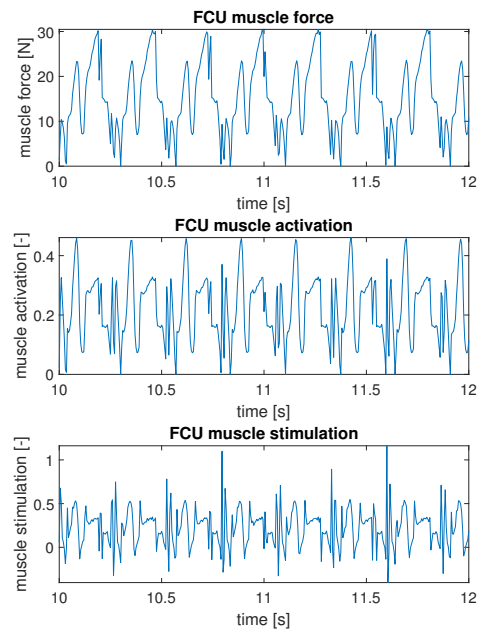 FCU muscle force
muscle force [N]
30
20
10
0
10 10.5 11 11.5 12
time [s]
FCU muscle activation
muscle activation [-]
0.4
0.2
0
10 10.5 11 11.5 12
time [s]
FCU muscle stimulation
muscle stimulation [-]
1
0.5
0
10 10.5 11 11.5 12
time [s]